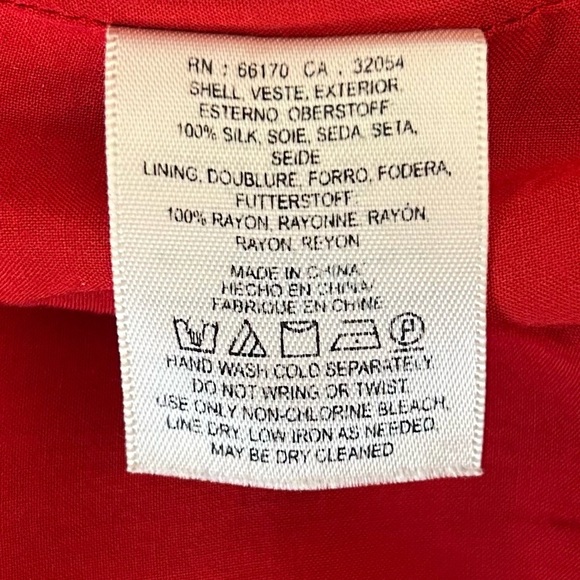 RN : 66170 CA . 32054
SHELL, VESTE, EXTERIOR,
ESTERNO OBERSTOFF:
100% SILK, SOIE, SEDA, SETA,
SEIDE
LINING, DOUBLURE, FORRO, FODERA,
FUTTERSTOFF:
100% RAYON, RAYONNE, RAYÓN,
RAYON, REYON
MADE IN CHINA/
HECHO EN CHINA/
FABRIQUE EN CHINE
P
HAND WASH COLD SEPARATELY,
DO NOT WRING OR TWIST.
USE ONLY NON-CHLORINE BLEACH,
LINE DRY, LOW IRON AS NEEDED,
MAY BE DRY CLEANED